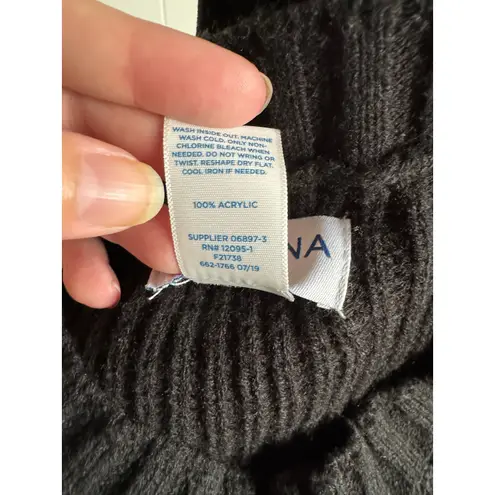 WASH INSIDE OUT. MACHINE
WASH COLD. ONLY NON-
CHLORINE BLEACH WHEN
NEEDED. DO NOT WRING OR
TWIST. RESHAPE DRY FLAT.
COOL IRON IF NEEDED.
100% ACRYLIC
SUPPLIER 06897-3
RN# 12095-1
F21738
662-1766 07/19
NA